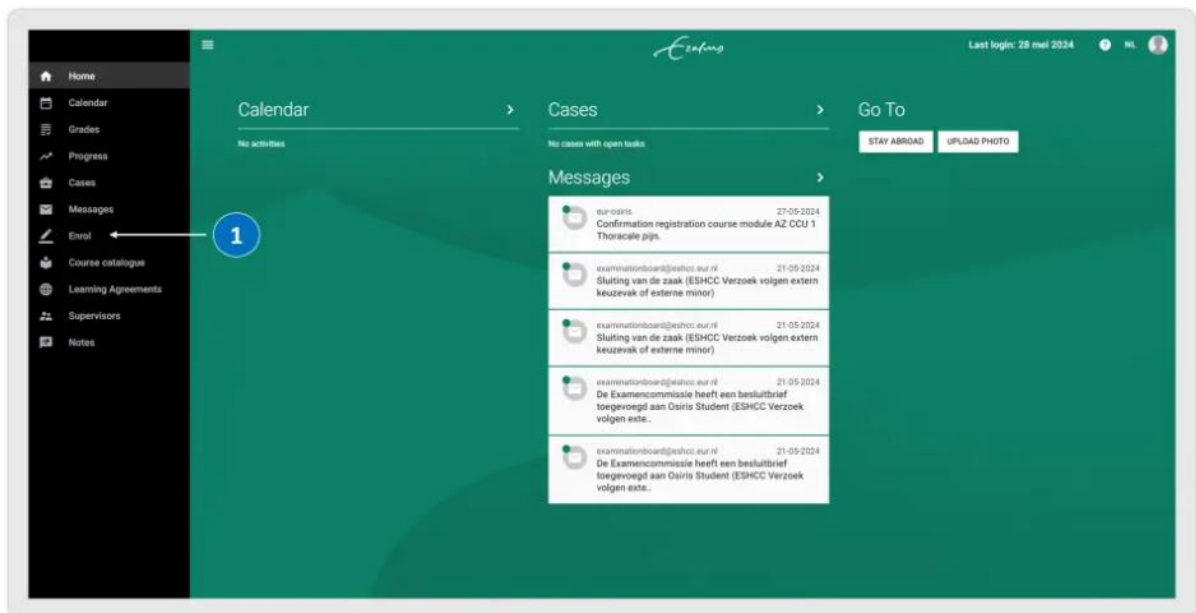 Erasmus
Last login: 28 mei 2024
NL
Home
Calendar
Grades
Progress
Cases
Messages
Enrol
Course catalogue
Learning Agreements
Supervisors
Notes
1
Calendar
No activities
Cases
No cases with open tasks
Messages
eur-osiris 27-05-2024
Confirmation registration course module AZ CCU 1
Thoracale pijn.
examinationboard@eshcc.eur.nl 21-05-2024
Sluiting van de zaak (ESHCC Verzoek volgen extern
keuzevak of externe minor)
examinationboard@eshcc.eur.nl 21-05-2024
Sluiting van de zaak (ESHCC Verzoek volgen extern
keuzevak of externe minor)
examinationboard@eshcc.eur.nl 21-05-2024
De Examencommissie heeft een besluitbrief
toegevoegd aan Osiris Student (ESHCC Verzoek
volgen exte..
examinationboard@eshcc.eur.nl 21-05-2024
De Examencommissie heeft een besluitbrief
toegevoegd aan Osiris Student (ESHCC Verzoek
volgen exte..
Go To
STAY ABROAD UPLOAD PHOTO